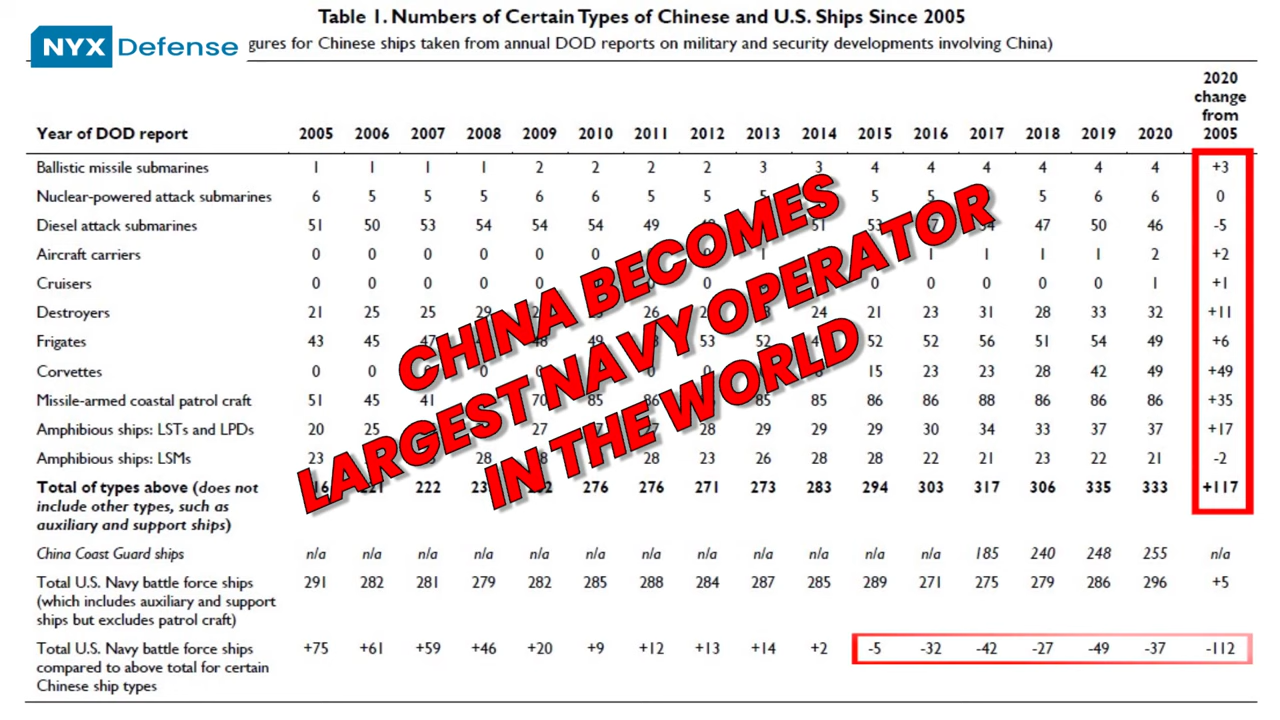 Table 1. Numbers of Certain Types of Chinese and U.S. Ships Since 2005
NYX Defense
gures for Chinese ships taken from annual DOD reports on military and security developments involving China)
2020
change
from
Year of DOD report 2005 2006 2007 2008 2009 2010 2011 2012 2013 2014 2015 2016 2017 2018 2019 2020 2005
Ballistic missile submarines 1 1 1 1 2 2 2 2 3 3 4 4 4 4 4 4 +3
Nuclear-powered attack submarines 6 5 5 5 6 6 5 5 5 5 5 5 6 6 0
Diesel attack submarines 51 50 53 54 54 54 49 51 53 47 50 46 -5
Aircraft carriers 0 0 0 0 0 0 0 1 1 1 1 1 2 +2
Cruisers 0 0 0 0 0 0 0 0 0 0 0 0 1 +1
Destroyers 21 25 25 29 26 24 21 23 31 28 33 32 +11
Frigates 43 45 47 48 49 53 52 52 52 56 51 54 49 +6
Corvettes 0 0 0 0 0 0 15 23 23 28 42 49 +49
Missile-armed coastal patrol craft 51 45 41 70 85 86 85 85 86 86 88 86 86 86 +35
Amphibious ships: LSTs and LPDs 20 25 27 28 29 29 29 30 34 33 37 37 +17
Amphibious ships: LSMs 23 28 28 23 26 28 28 22 21 23 22 21 -2
Total of types above (does not 222 276 276 271 273 283 294 303 317 306 335 333 +117
include other types, such as
auxiliary and support ships)
China Coast Guard ships n/a n/a n/a n/a n/a n/a n/a n/a n/a n/a n/a n/a 185 240 248 255 n/a
Total U.S. Navy battle force ships 291 282 281 279 282 285 288 284 287 285 289 271 275 279 286 296 +5
(which includes auxiliary and support
ships but excludes patrol craft)
Total U.S. Navy battle force ships +75 +61 +59 +46 +20 +9 +12 +13 +14 +2 -5 -32 -42 -27 -49 -37 -112
compared to above total for certain
Chinese ship types
CHINA BECOMES
LARGEST NAVY OPERATOR
IN THE WORLD